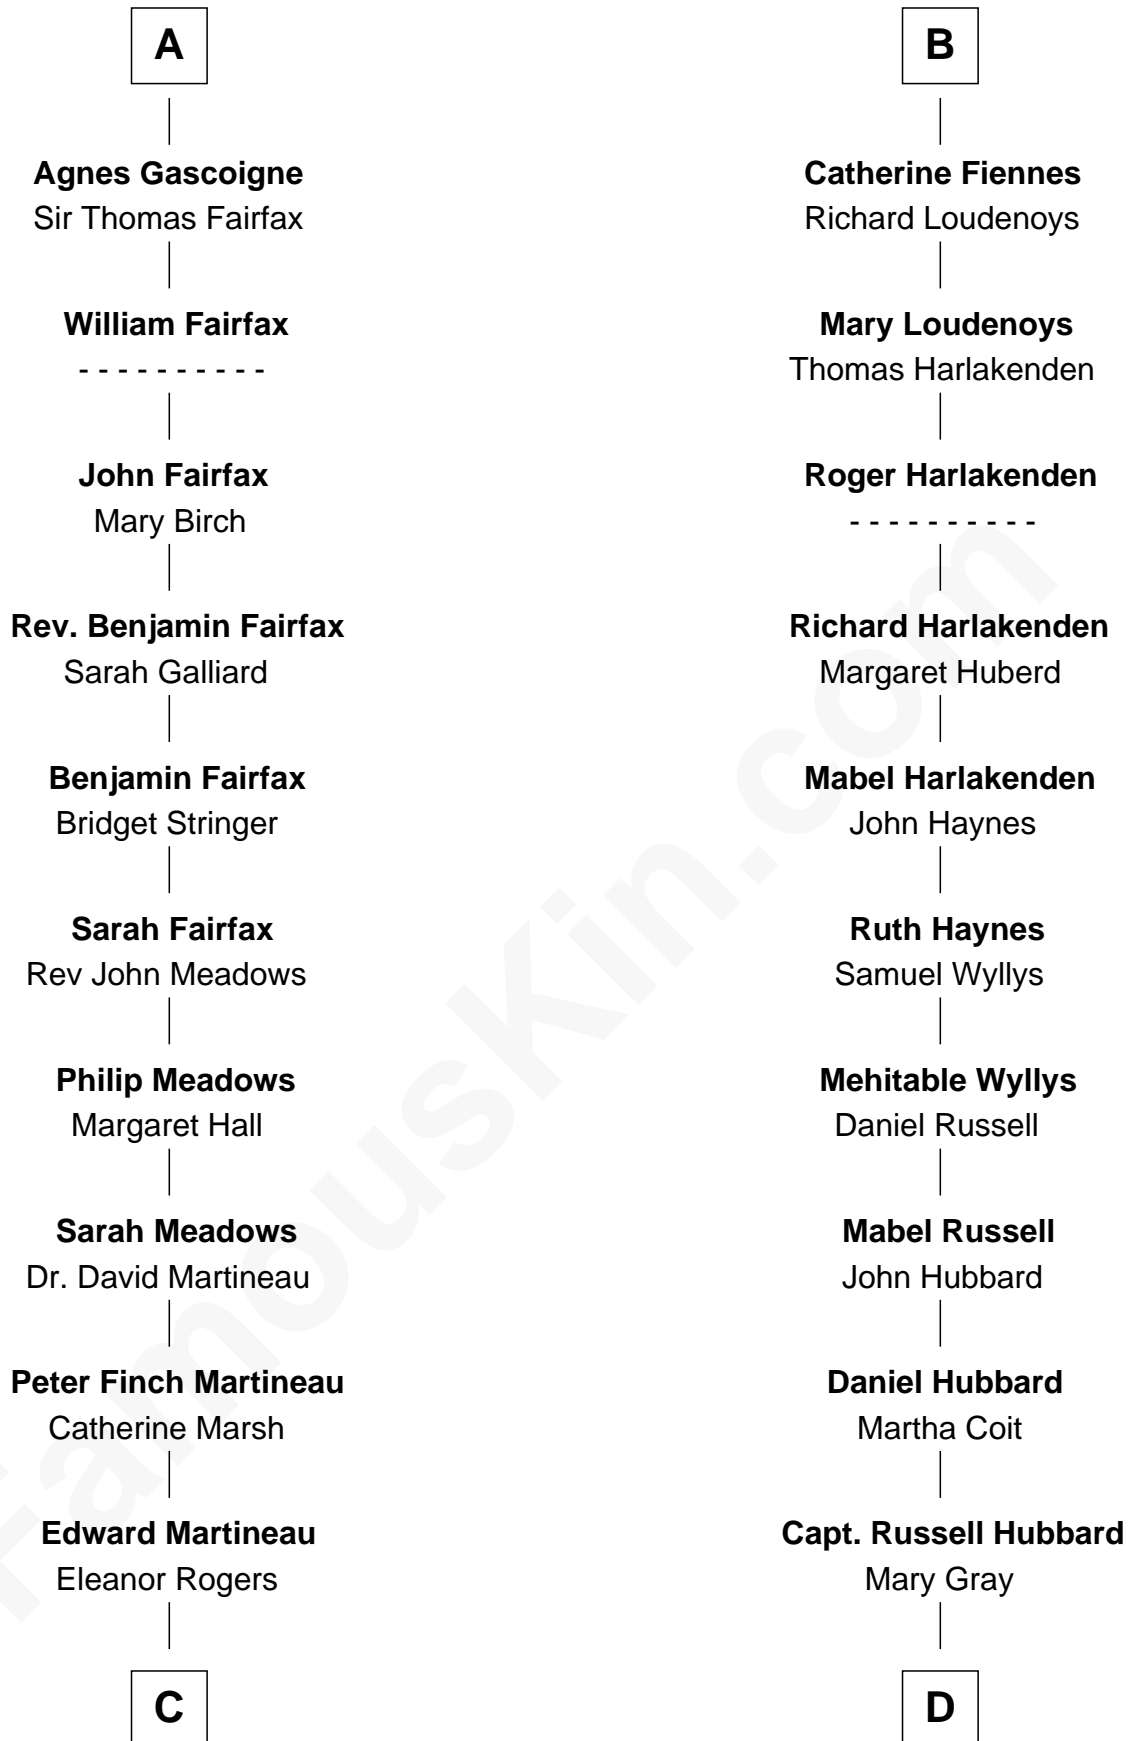 A
Agnes Gascoigne
Sir Thomas Fairfax
William Fairfax
- - - - - - - - - -
John Fairfax
Mary Birch
Rev. Benjamin Fairfax
Sarah Galliard
Benjamin Fairfax
Bridget Stringer
Sarah Fairfax
Rev John Meadows
Philip Meadows
Margaret Hall
Sarah Meadows
Dr. David Martineau
Peter Finch Martineau
Catherine Marsh
Edward Martineau
Eleanor Rogers
C
B
Catherine Fiennes
Richard Loudenoys
Mary Loudenoys
Thomas Harlakenden
Roger Harlakenden
- - - - - - - - - -
Richard Harlakenden
Margaret Huberd
Mabel Harlakenden
John Haynes
Ruth Haynes
Samuel Wyllys
Mehitable Wyllys
Daniel Russell
Mabel Russell
John Hubbard
Daniel Hubbard
Martha Coit
Capt. Russell Hubbard
Mary Gray
D
FamousKin.com